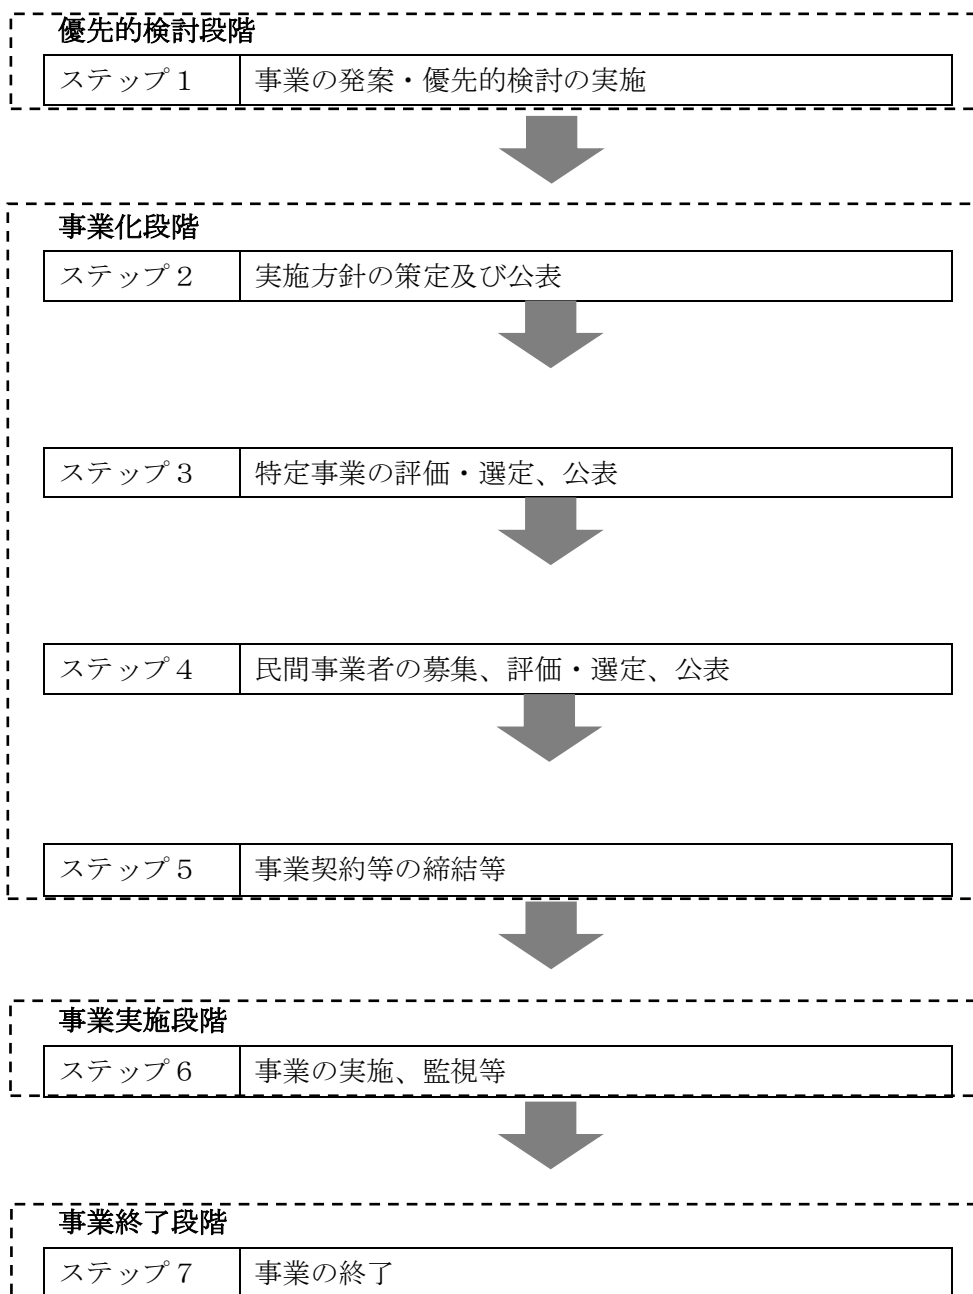 優先的検討段階
ステップ１ 事業の発案・優先的検討の実施
事業化段階
ステップ２ 実施方針の策定及び公表
ステップ３ 特定事業の評価・選定、公表
ステップ４ 民間事業者の募集、評価・選定、公表
ステップ５ 事業契約等の締結等
事業実施段階
ステップ６ 事業の実施、監視等
事業終了段階
ステップ７ 事業の終了